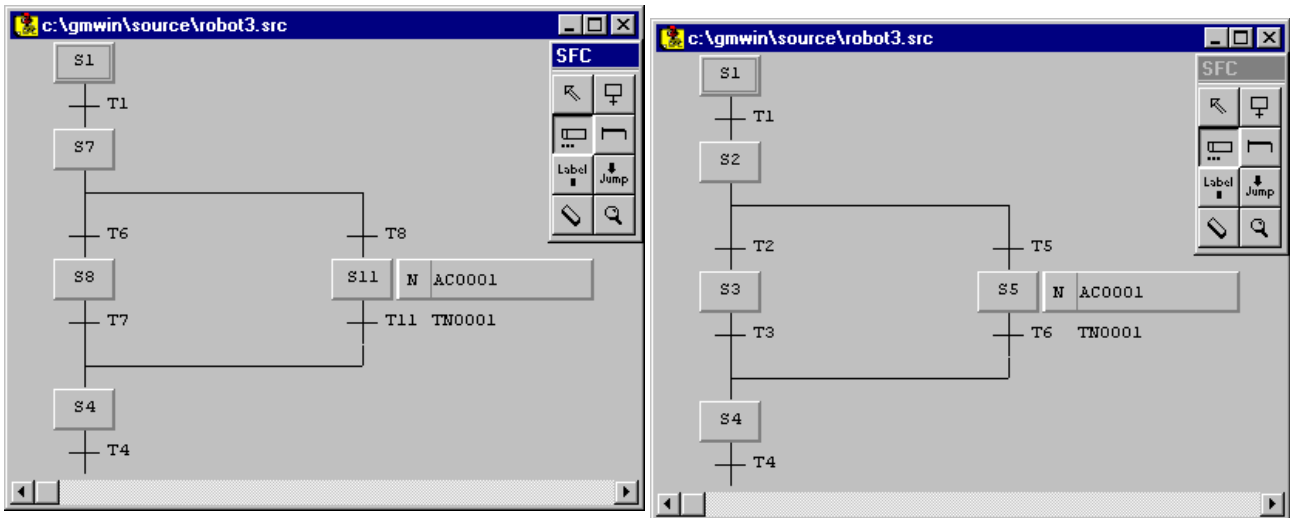 c:\gmwin\source\robot3.src
SFC
S1
T1
S7
Label
Jump
T6
T8
S8
S11
N AC0001
T7
T11 TN0001
S4
T4
c:\gmwin\source\robot3.src
SFC
S1
T1
S2
Label
Jump
T2
T5
S3
S5
N AC0001
T3
T6 TN0001
S4
T4